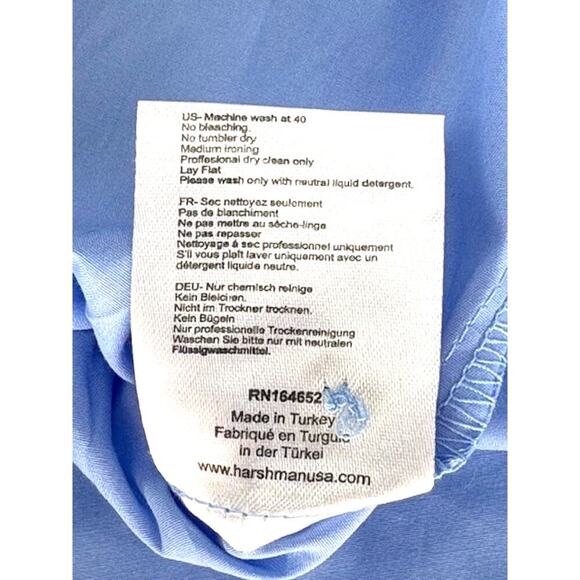 US- Machine wash at 40
No bleaching.
No tumbler dry
Medium ironing
Proffesional dry clean only
Lay Flat
Please wash only with neutral liquid detergent.
FR- Sec nettoyez seulement
Pas de blanchiment
Ne pas mettre au sèche-linge
Ne pas repasser
Nettoyage à sec professionnel uniquement
S'il vous plaît laver uniquement avec un
détergent liquide neutre.
DEU- Nur chemisch reinige
Kein Bleichen.
Nicht im Trockner trocknen.
Kein Bügeln
Nur professionelle Trockenreinigung
Waschen Sie bitte nur mit neutralen
Flüssigwaschmittel.
RN164652
Made in Turkey
Fabriqué en Turquie
in der Türkei
www.harshmanusa.com